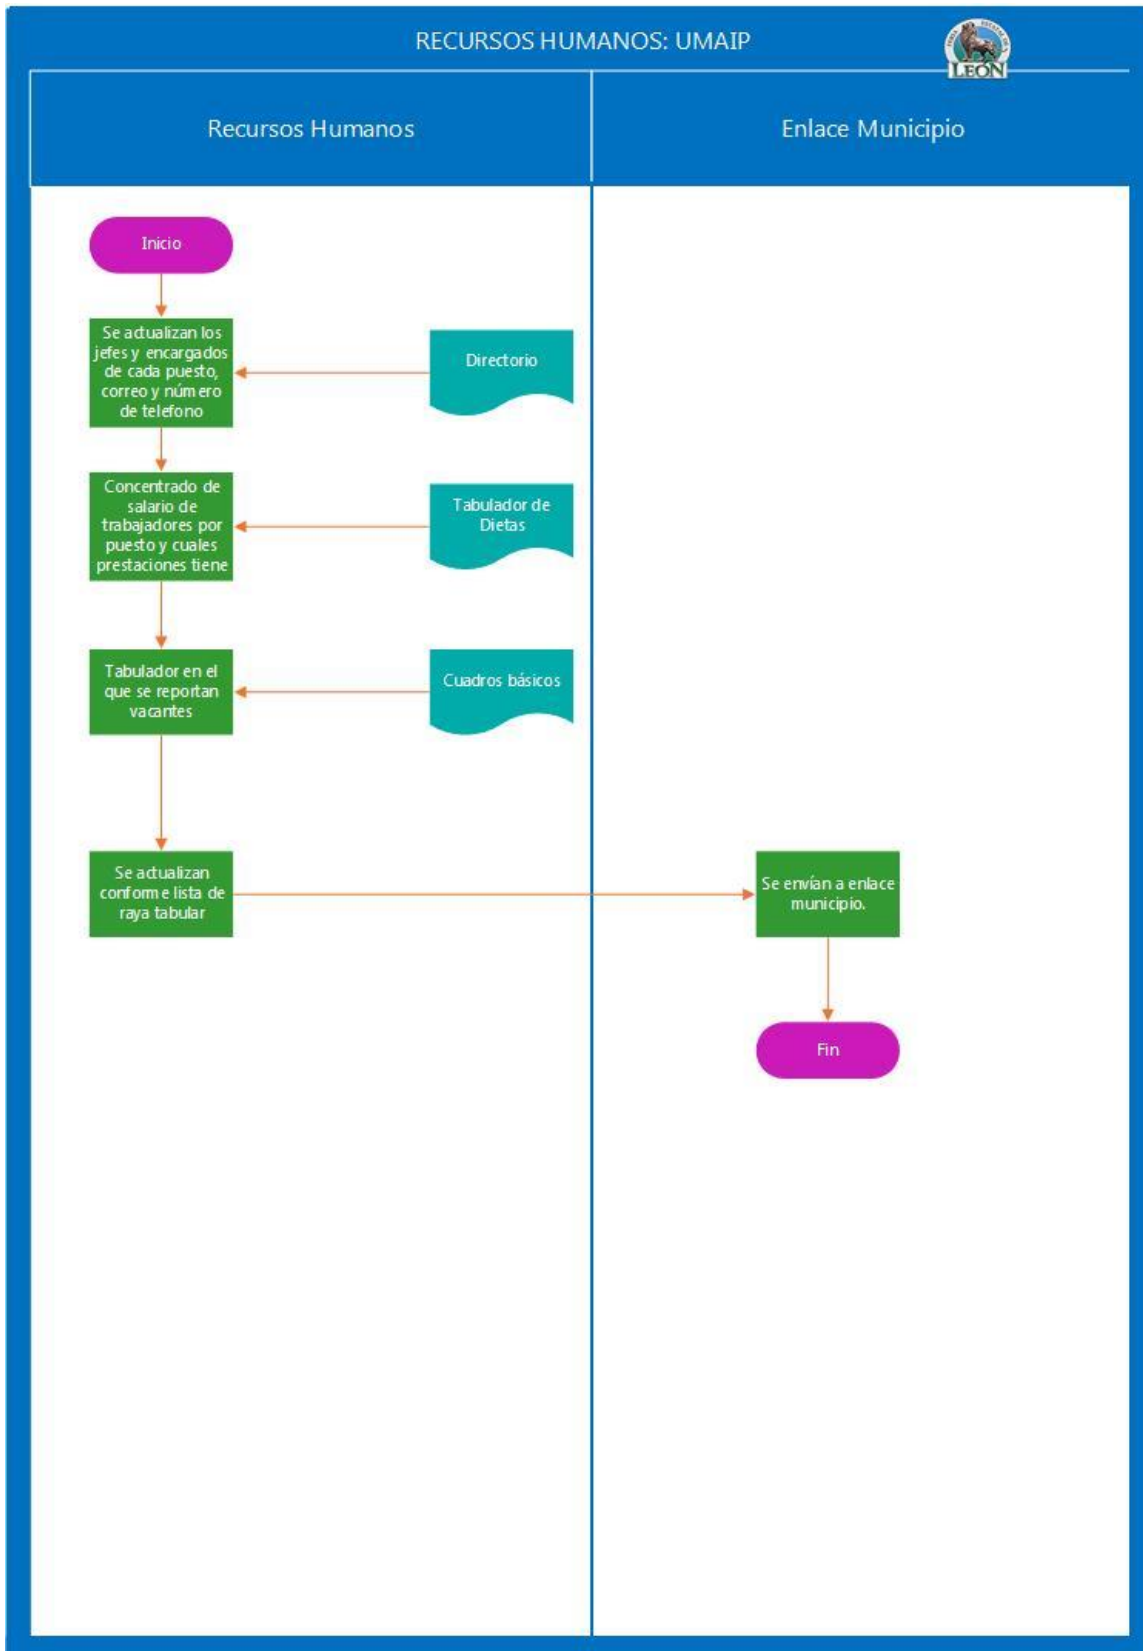 RECURSOS HUMANOS: UMAIP
LEÓN
Recursos Humanos
Enlace Municipio
Inicio
Se actualizan los
jefes y encargados
de cada puesto,
correo y número
de telefono
Directorio
Concentrado de
salario de
trabajadores por
puesto y cuales
prestaciones tiene
Tabulador de
Dietas
Tabulador en el
que se reportan
vacantes
Cuadros básicos
Se actualizan
conforme lista de
raya tabular
Se envían a enlace
municipio.
Fin